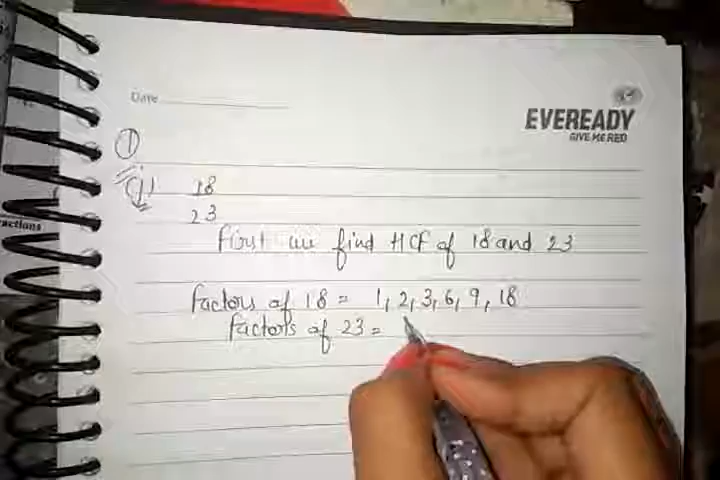 Date
EVEREADY
GIVE ME RED
1
(i) 18
23
First we find HCF of 18 and 23
factors of 18 = 1, 2, 3, 6, 9, 18
factors of 23 =
ractions